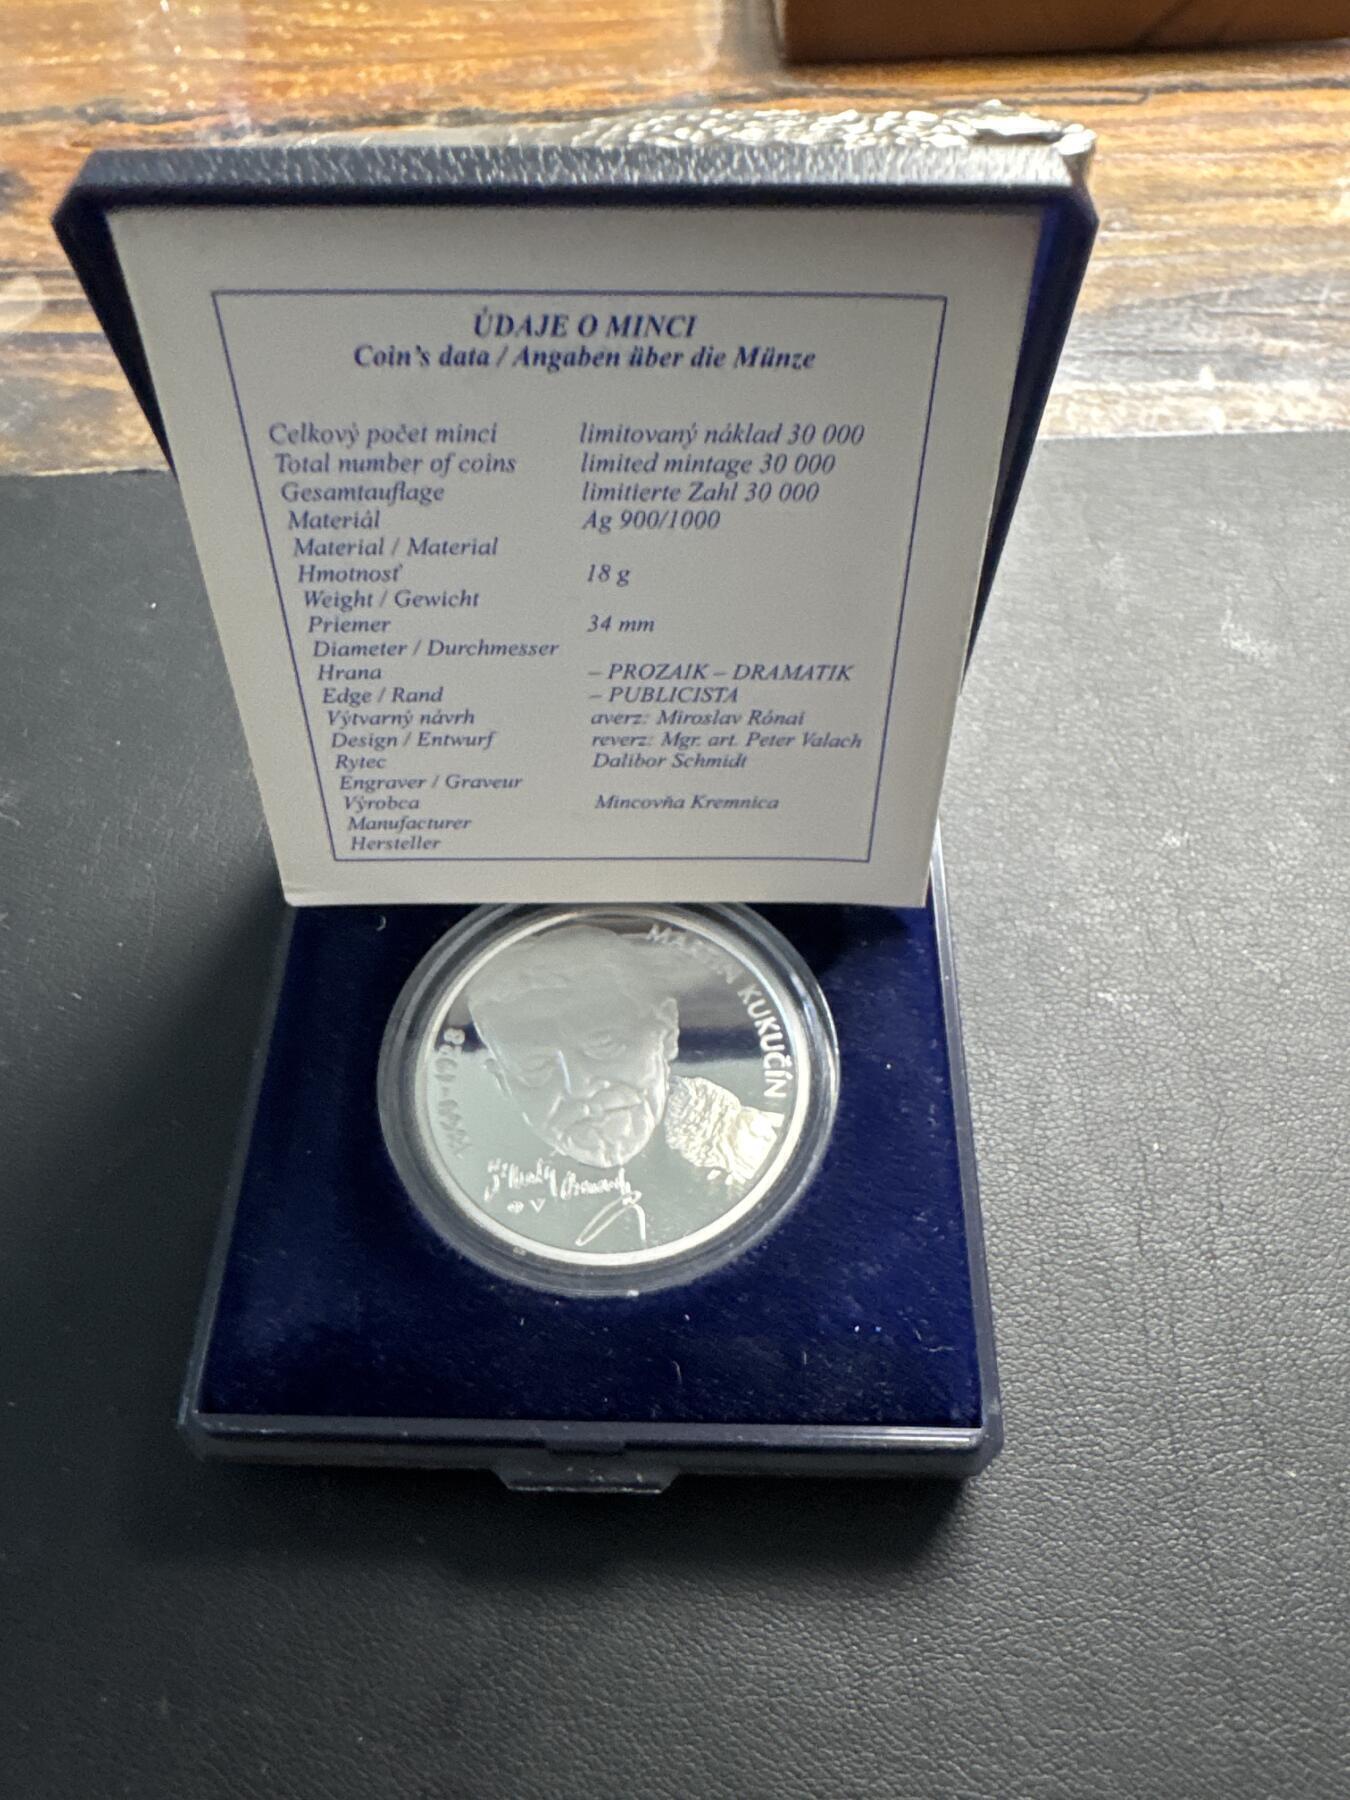 ÚDAJE O MINCI
Coin's data / Angaben über die Münze
Celkový počet mincí limitovaný náklad 30 000
Total number of coins limited mintage 30 000
Gesamtauflage limitierte Zahl 30 000
Materiál Ag 900/1000
Material / Material
Hmotnosť 18 g
Weight / Gewicht
Priemer 34 mm
Diameter / Durchmesser
Hrana – PROZAIK – DRAMATIK
Edge / Rand – PUBLICISTA
Výtvarný návrh averz: Miroslav Rónai
Design / Entwurf reverz: Mgr. art. Peter Valach
Rytec Dalibor Schmidt
Engraver / Graveur
Výrobca Mincovňa Kremnica
Manufacturer
Hersteller
MARTIN KUKUČÍN
1860-1928
V